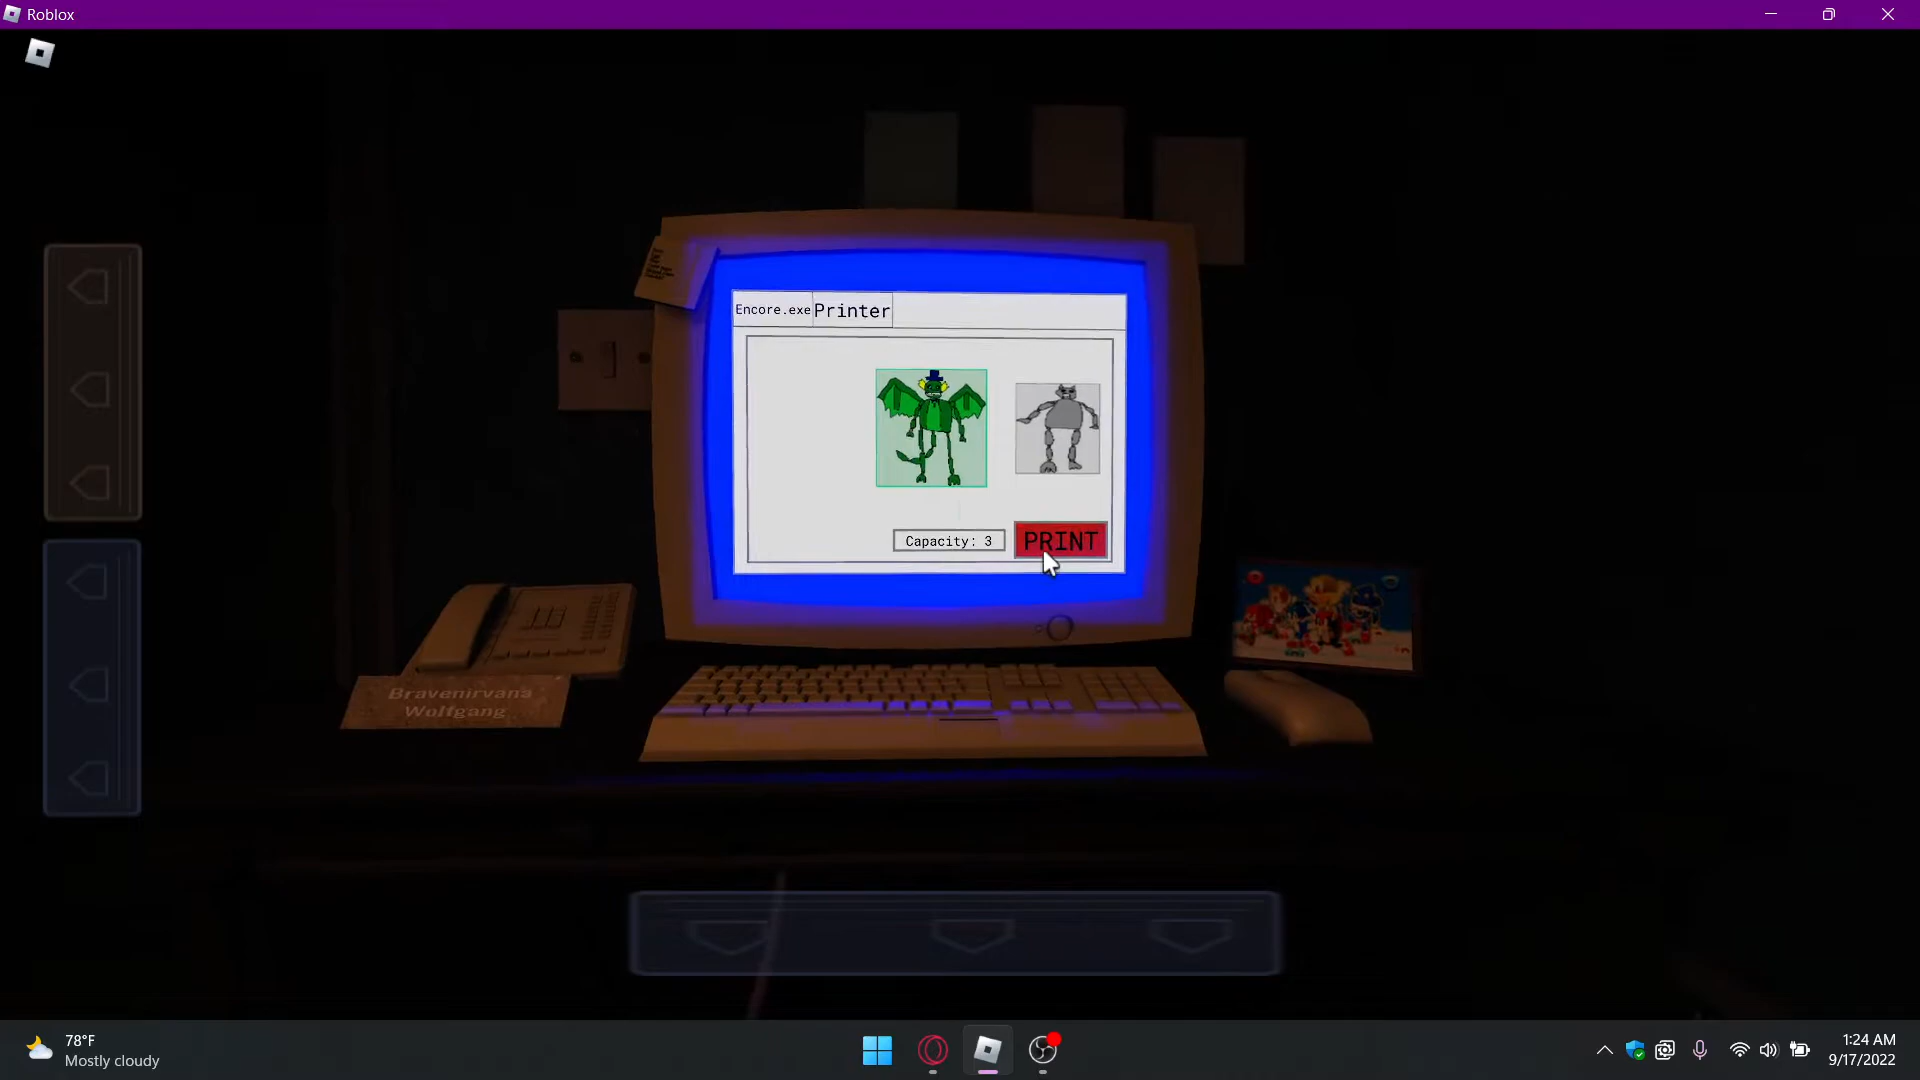 Roblox
Encore.exe
Printer
Capacity: 3
PRINT
Bravenirvana
Wolfgang
78°F
Mostly cloudy
1:24 AM
9/17/2022